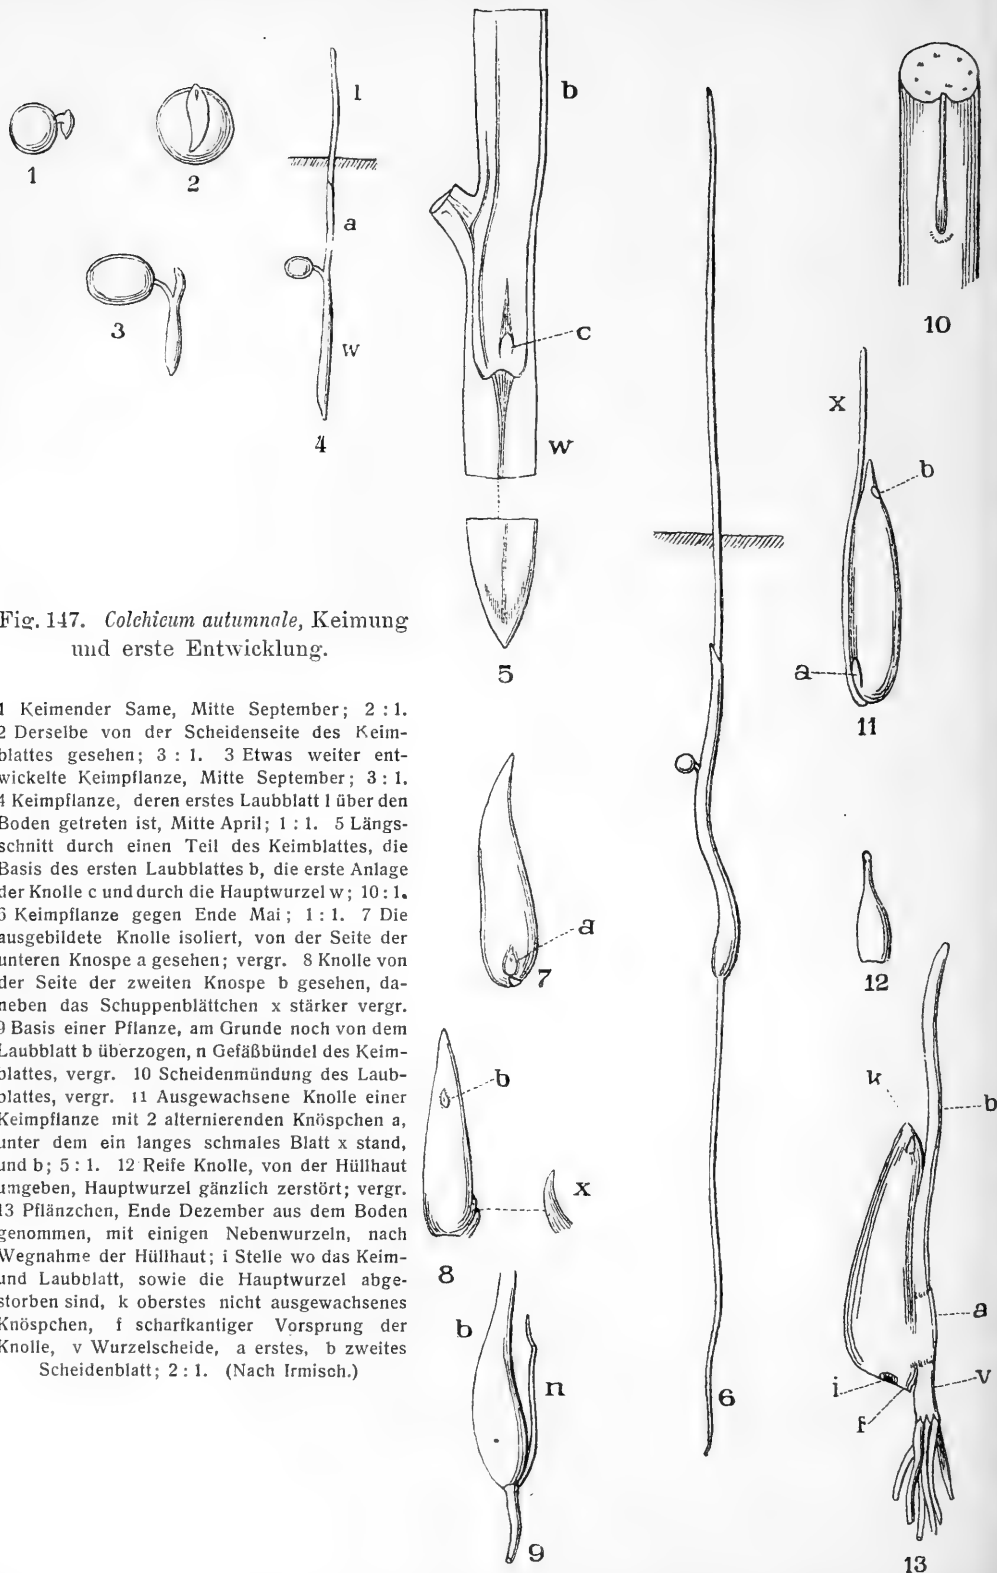 1
2
l
a
w
3
4
b
c
w
5
10
x
b
a
11
Fig. 147. Colchicum autumnale, Keimung
und erste Entwicklung.
1 Keimender Same, Mitte September; 2 : 1.
2 Derselbe von der Scheidenseite des Keim-
blattes gesehen; 3 : 1. 3 Etwas weiter ent-
wickelte Keimpflanze, Mitte September; 3 : 1.
4 Keimpflanze, deren erstes Laubblatt l über den
Boden getreten ist, Mitte April; 1 : 1. 5 Längs-
schnitt durch einen Teil des Keimblattes, die
Basis des ersten Laubblattes b, die erste Anlage
der Knolle c und durch die Hauptwurzel w; 10 : 1.
6 Keimpflanze gegen Ende Mai; 1 : 1. 7 Die
ausgebildete Knolle isoliert, von der Seite der
unteren Knospe a gesehen; vergr. 8 Knolle von
der Seite der zweiten Knospe b gesehen, da-
neben das Schuppenblättchen x stärker vergr.
9 Basis einer Pflanze, am Grunde noch von dem
Laubblatt b überzogen, n Gefäßbündel des Keim-
blattes, vergr. 10 Scheidenmündung des Laub-
blattes, vergr. 11 Ausgewachsene Knolle einer
Keimpflanze mit 2 alternierenden Knöspchen a,
unter dem ein langes schmales Blatt x stand,
und b; 5 : 1. 12 Reife Knolle, von der Hüllhaut
umgeben, Hauptwurzel gänzlich zerstört; vergr.
13 Pflänzchen, Ende Dezember aus dem Boden
genommen, mit einigen Nebenwurzeln, nach
Wegnahme der Hüllhaut; i Stelle wo das Keim-
und Laubblatt, sowie die Hauptwurzel abge-
storben sind, k oberstes nicht ausgewachsenes
Knöspchen, f scharfkantiger Vorsprung der
Knolle, v Wurzelscheide, a erstes, b zweites
Scheidenblatt; 2 : 1. (Nach Irmisch.)
a
7
b
x
8
b
n
9
6
12
k
b
a
i
f
v
13